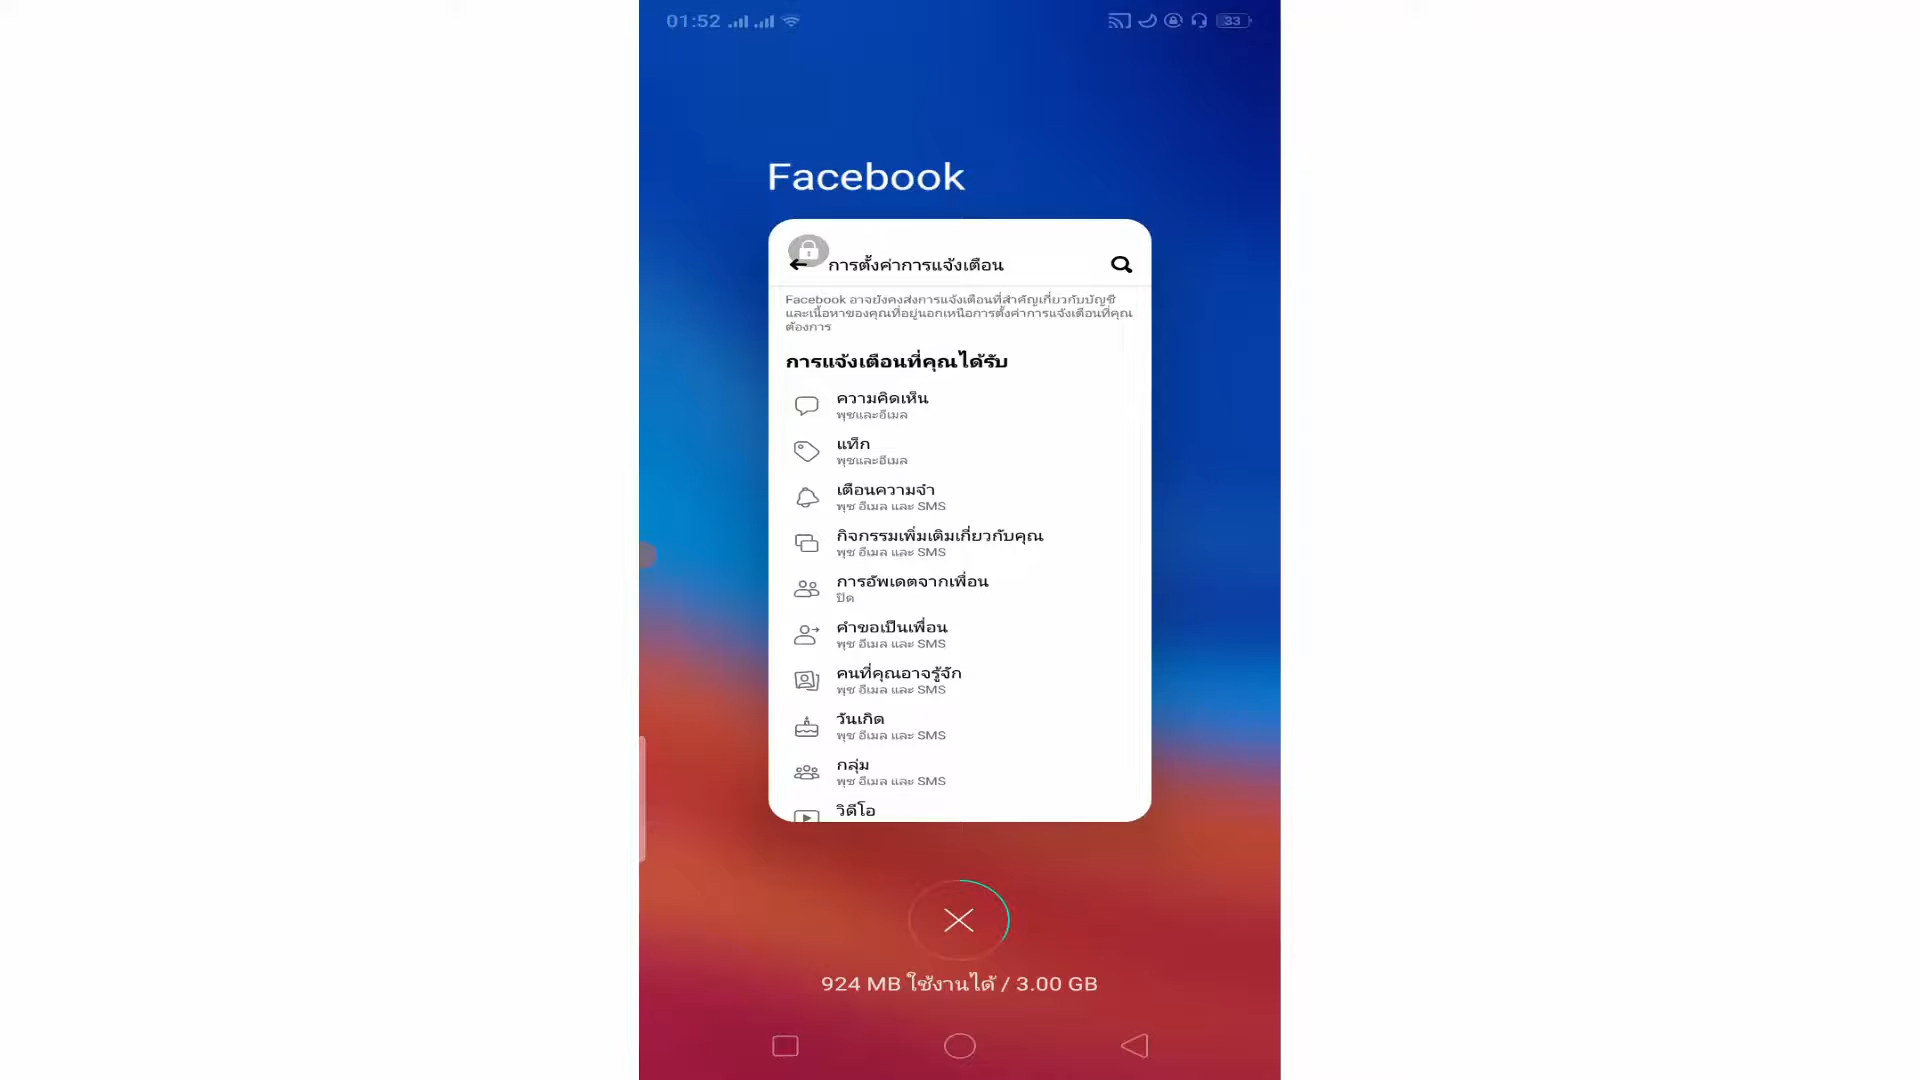 01:52
33
Facebook
การตั้งค่าการแจ้งเตือน
Facebook อาจยังคงส่งการแจ้งเตือนที่สำคัญเกี่ยวกับบัญชี
และเนื้อหาของคุณที่อยู่นอกเหนือการตั้งค่าการแจ้งเตือนที่คุณ
ต้องการ
การแจ้งเตือนที่คุณได้รับ
ความคิดเห็น
พุชและอีเมล
แท็ก
พุชและอีเมล
เตือนความจำ
พุช อีเมล และ SMS
กิจกรรมเพิ่มเติมเกี่ยวกับคุณ
พุช อีเมล และ SMS
การอัพเดตจากเพื่อน
ปิด
คำขอเป็นเพื่อน
พุช อีเมล และ SMS
คนที่คุณอาจรู้จัก
พุช อีเมล และ SMS
วันเกิด
พุช อีเมล และ SMS
กลุ่ม
พุช อีเมล และ SMS
วิดีโอ
924 MB ใช้งานได้ / 3.00 GB